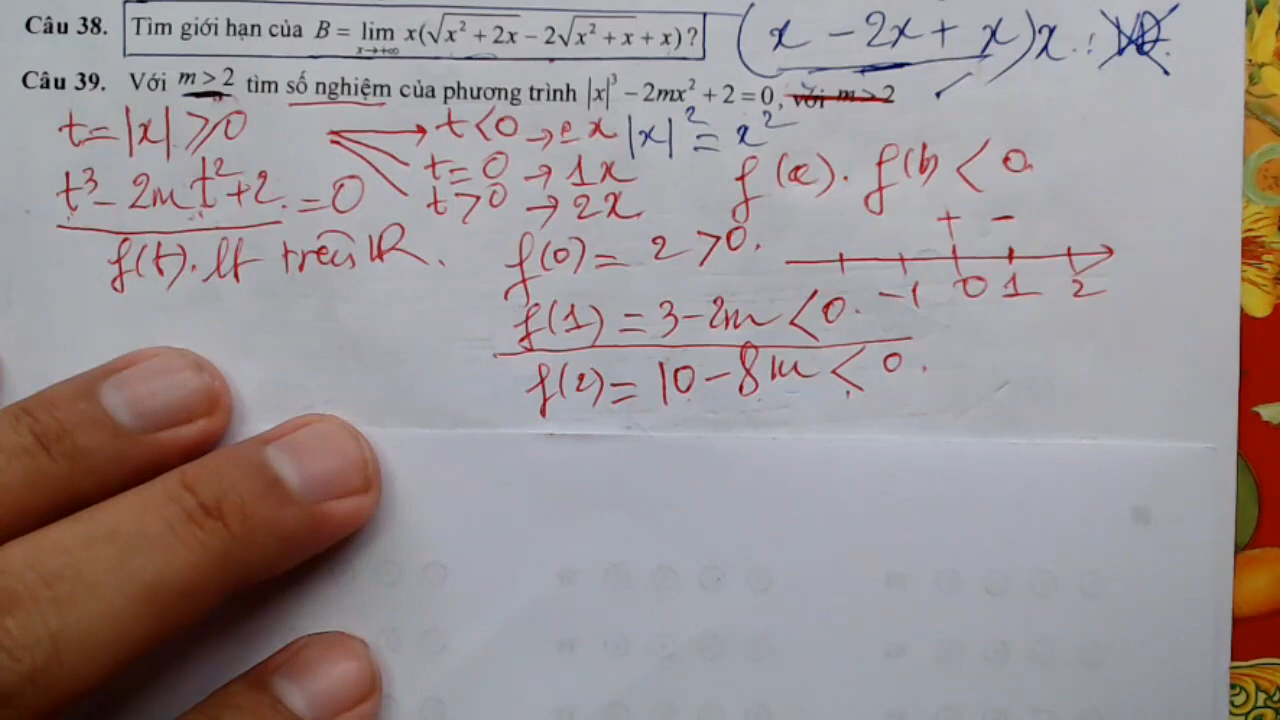 Câu 38. Tìm giới hạn của B = lim x→+∞ x(√x²+2x − 2√x²+x + x) ? (x − 2x + x)x . !
Câu 39. Với m > 2 tìm số nghiệm của phương trình |x|³ − 2mx² + 2 = 0, với m > 2
t = |x| ≥ 0 t < 0 → 0 x |x|² = x²
t³ − 2mt² + 2 = 0 t = 0 → 1x f(a). f(b) < 0.
t > 0 → 2x
f(t). lt trên ℝ. f(0) = 2 > 0. + −
f(1) = 3 − 2m < 0. −1 0 1 2
f(2) = 10 − 8m < 0.